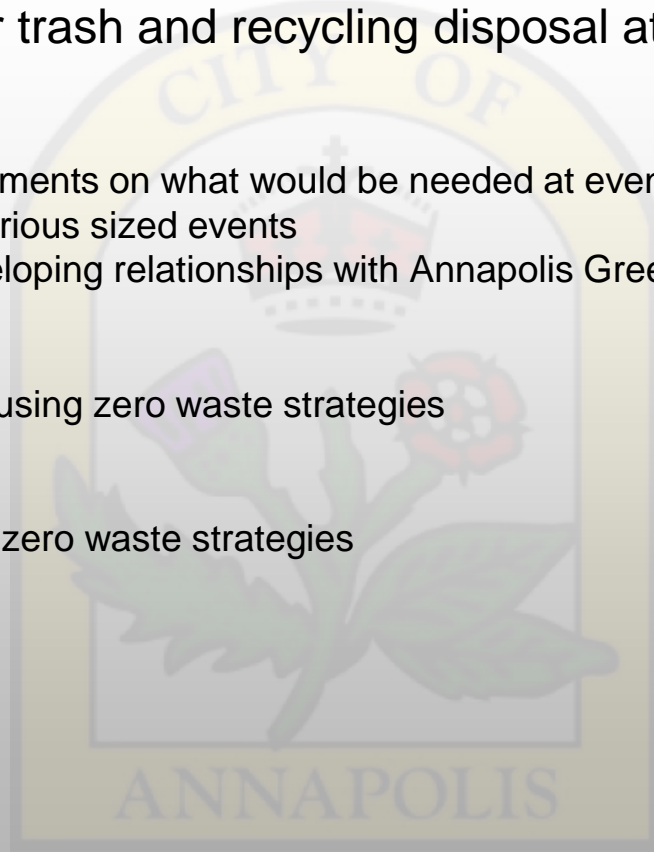 r trash and recycling disposal at
CITY OF
ments on what would be needed at even
rious sized events
eloping relationships with Annapolis Gree
using zero waste strategies
zero waste strategies
ANNAPOLIS